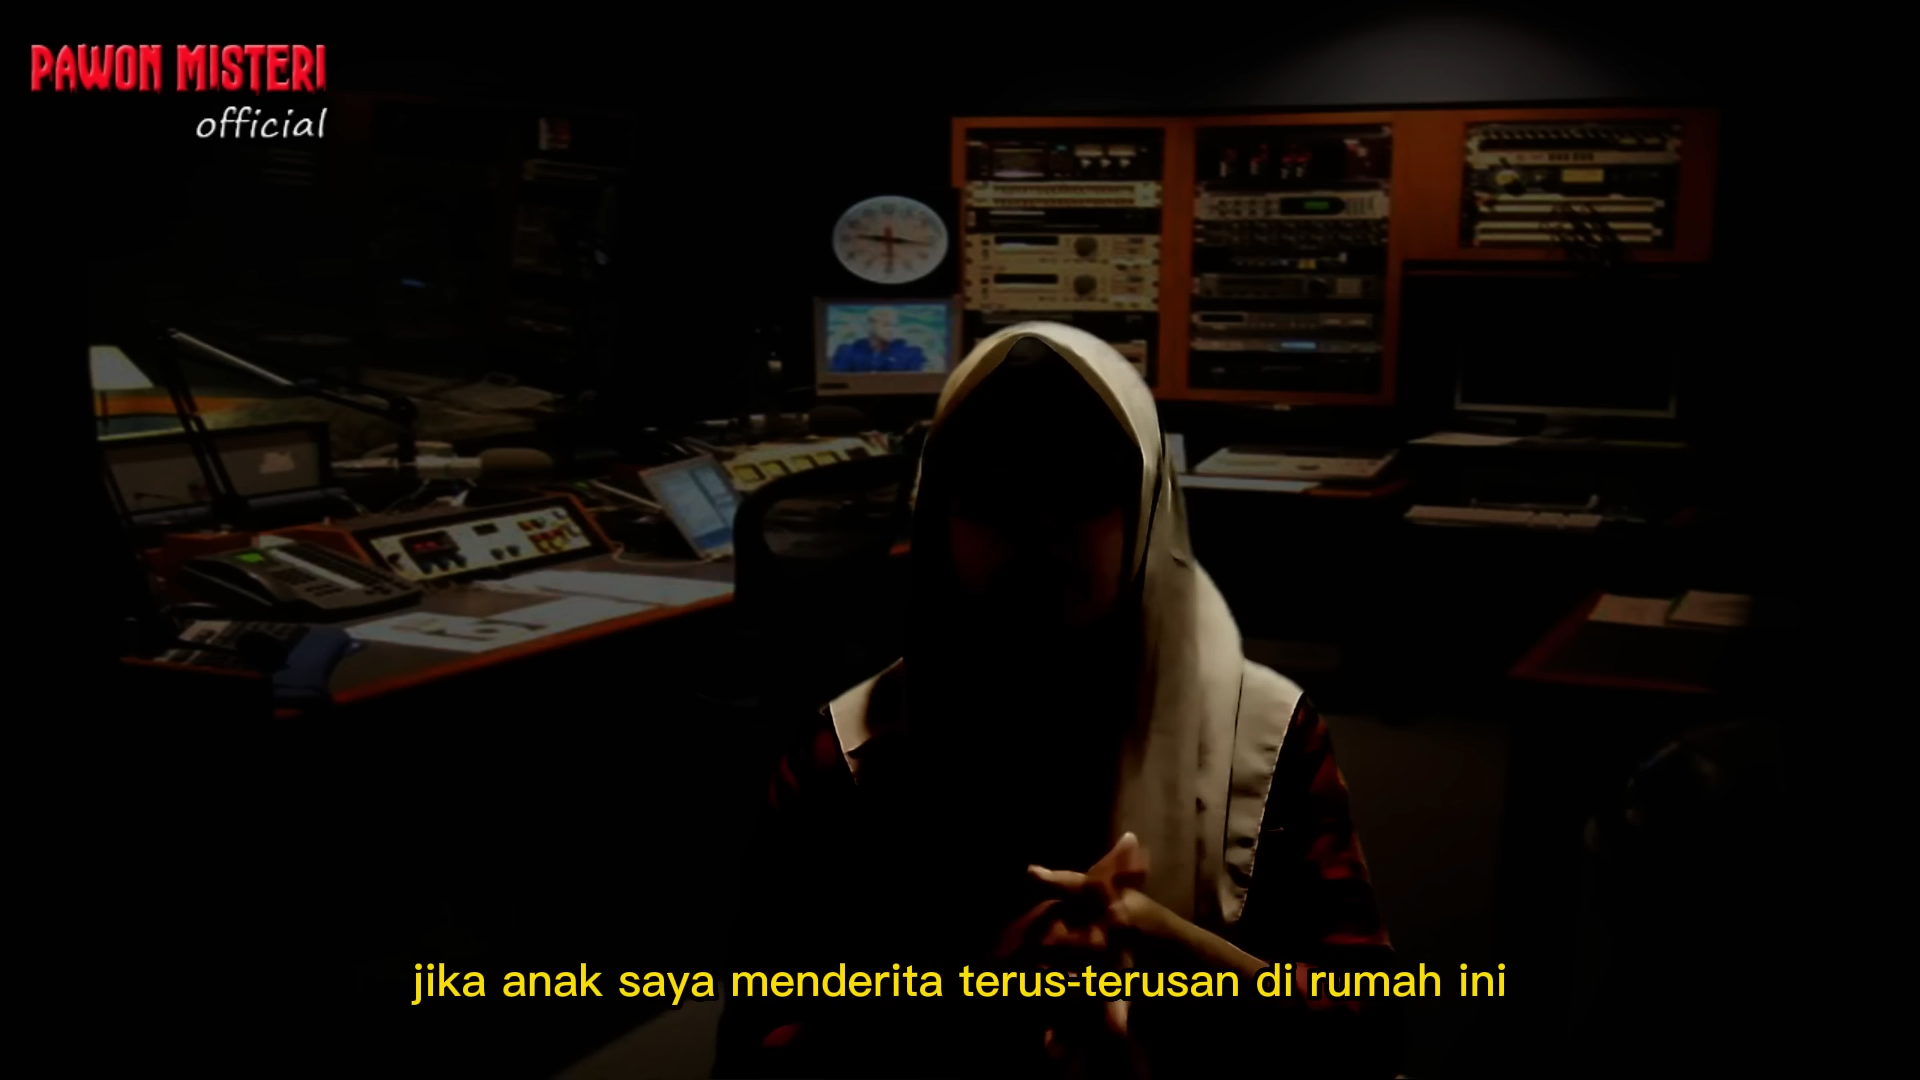 PAWON MISTERI
official
jika anak saya menderita terus-terusan di rumah ini